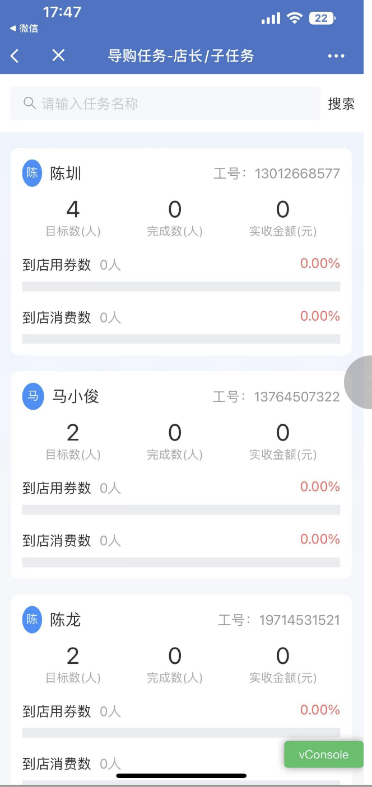 17:47
22
◀ 微信
导购任务-店长/子任务
请输入任务名称
搜索
陈 陈圳 工号：13012668577
4 0 0
目标数(人) 完成数(人) 实收金额(元)
到店用券数 0人 0.00%
到店消费数 0人 0.00%
马 马小俊 工号：13764507322
2 0 0
目标数(人) 完成数(人) 实收金额(元)
到店用券数 0人 0.00%
到店消费数 0人 0.00%
陈 陈龙 工号：19714531521
2 0 0
目标数(人) 完成数(人) 实收金额(元)
到店用券数 0人 0.00%
vConsole
到店消费数 0人